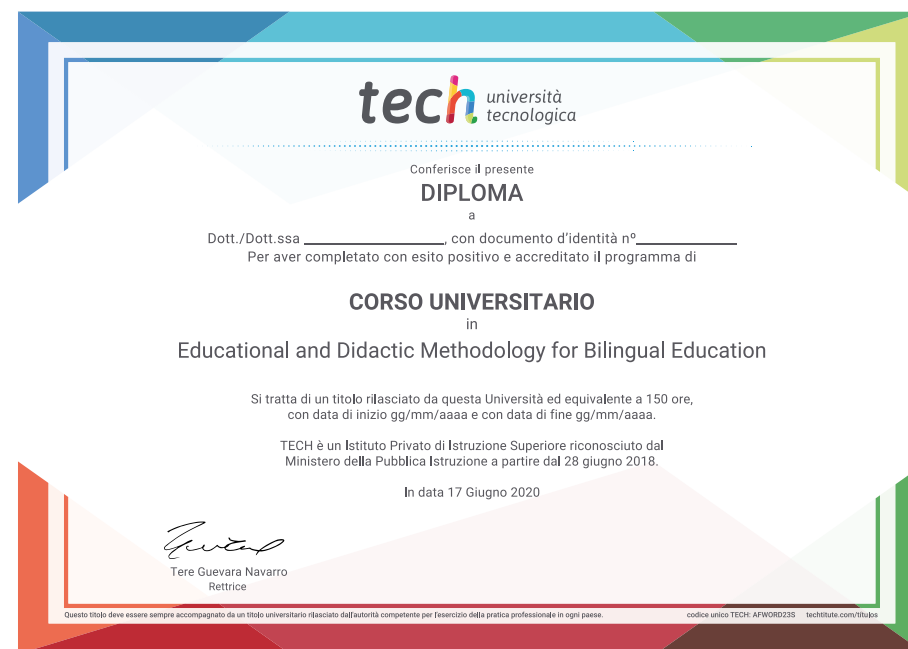 tech università
tecnologica
Conferisce il presente
DIPLOMA
a
Dott./Dott.ssa ____________________, con documento d'identità nº______________
Per aver completato con esito positivo e accreditato il programma di
CORSO UNIVERSITARIO
in
Educational and Didactic Methodology for Bilingual Education
Si tratta di un titolo rilasciato da questa Università ed equivalente a 150 ore,
con data di inizio gg/mm/aaaa e con data di fine gg/mm/aaaa.
TECH è un Istituto Privato di Istruzione Superiore riconosciuto dal
Ministero della Pubblica Istruzione a partire dal 28 giugno 2018.
In data 17 Giugno 2020
Tere Guevara Navarro
Rettrice
Questo titolo deve essere sempre accompagnato da un titolo universitario rilasciato dall'autorità competente per l'esercizio della pratica professionale in ogni paese. codice unico TECH: AFWORD23S techtitute.com/titulos